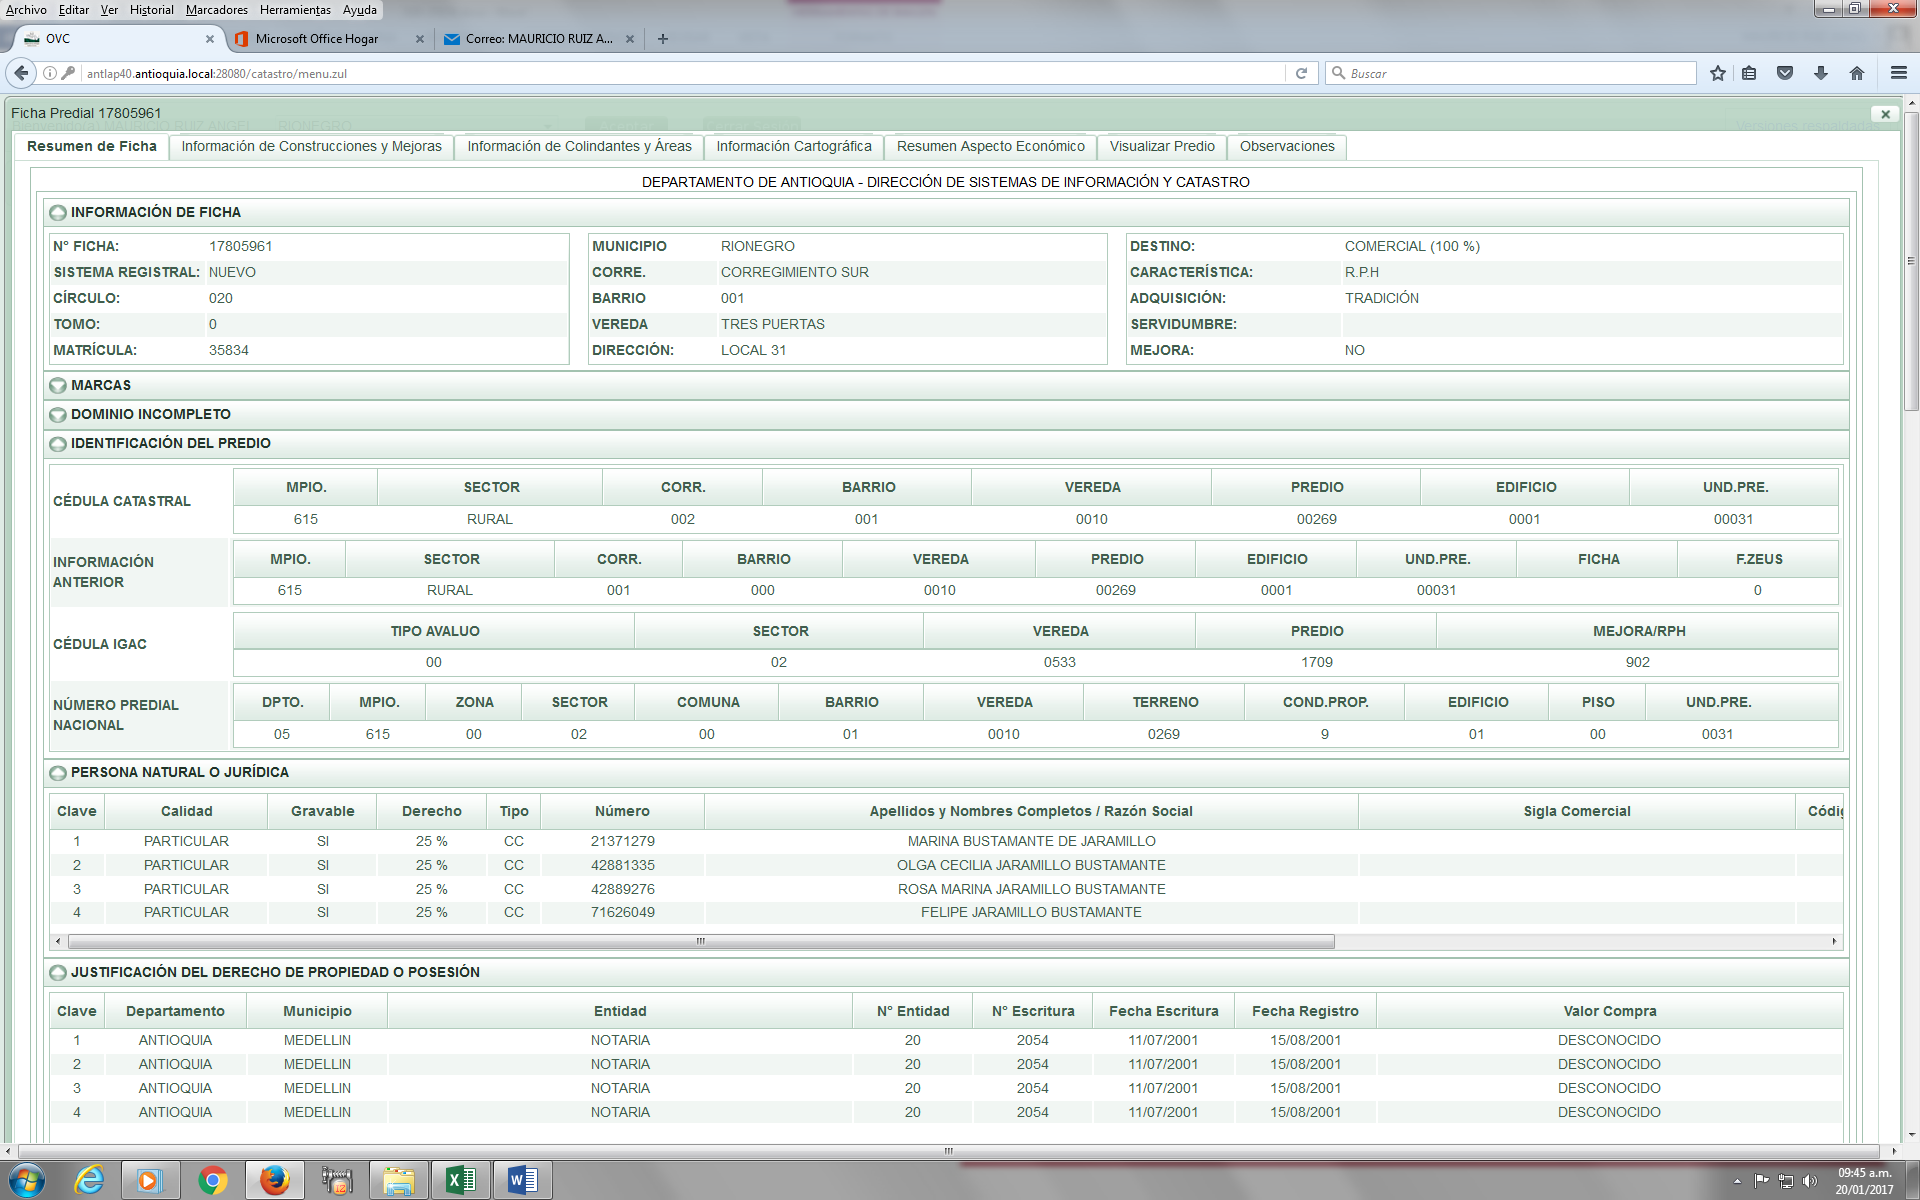 Archivo Editar Ver Historial Marcadores Herramientas Ayuda
OVC Microsoft Office Hogar Correo: MAURICIO RUIZ A...
antlap40.antioquia.local:28080/catastro/menu.zul Buscar
Ficha Predial 17805961
Resumen de Ficha Información de Construcciones y Mejoras Información de Colindantes y Áreas Información Cartográfica Resumen Aspecto Económico Visualizar Predio Observaciones
DEPARTAMENTO DE ANTIOQUIA - DIRECCIÓN DE SISTEMAS DE INFORMACIÓN Y CATASTRO
INFORMACIÓN DE FICHA
N° FICHA: 17805961 MUNICIPIO RIONEGRO DESTINO: COMERCIAL (100 %)
SISTEMA REGISTRAL: NUEVO CORRE. CORREGIMIENTO SUR CARACTERÍSTICA: R.P.H
CÍRCULO: 020 BARRIO 001 ADQUISICIÓN: TRADICIÓN
TOMO: 0 VEREDA TRES PUERTAS SERVIDUMBRE:
MATRÍCULA: 35834 DIRECCIÓN: LOCAL 31 MEJORA: NO
MARCAS
DOMINIO INCOMPLETO
IDENTIFICACIÓN DEL PREDIO
CÉDULA CATASTRAL
MPIO. SECTOR CORR. BARRIO VEREDA PREDIO EDIFICIO UND.PRE.
615 RURAL 002 001 0010 00269 0001 00031
INFORMACIÓN
ANTERIOR
MPIO. SECTOR CORR. BARRIO VEREDA PREDIO EDIFICIO UND.PRE. FICHA F.ZEUS
615 RURAL 001 000 0010 00269 0001 00031 0
CÉDULA IGAC
TIPO AVALUO SECTOR VEREDA PREDIO MEJORA/RPH
00 02 0533 1709 902
NÚMERO PREDIAL
NACIONAL
DPTO. MPIO. ZONA SECTOR COMUNA BARRIO VEREDA TERRENO COND.PROP. EDIFICIO PISO UND.PRE.
05 615 00 02 00 01 0010 0269 9 01 00 0031
PERSONA NATURAL O JURÍDICA
Clave Calidad Gravable Derecho Tipo Número Apellidos y Nombres Completos / Razón Social Sigla Comercial Códig
1 PARTICULAR SI 25 % CC 21371279 MARINA BUSTAMANTE DE JARAMILLO
2 PARTICULAR SI 25 % CC 42881335 OLGA CECILIA JARAMILLO BUSTAMANTE
3 PARTICULAR SI 25 % CC 42889276 ROSA MARINA JARAMILLO BUSTAMANTE
4 PARTICULAR SI 25 % CC 71626049 FELIPE JARAMILLO BUSTAMANTE
JUSTIFICACIÓN DEL DERECHO DE PROPIEDAD O POSESIÓN
Clave Departamento Municipio Entidad N° Entidad N° Escritura Fecha Escritura Fecha Registro Valor Compra
1 ANTIOQUIA MEDELLIN NOTARIA 20 2054 11/07/2001 15/08/2001 DESCONOCIDO
2 ANTIOQUIA MEDELLIN NOTARIA 20 2054 11/07/2001 15/08/2001 DESCONOCIDO
3 ANTIOQUIA MEDELLIN NOTARIA 20 2054 11/07/2001 15/08/2001 DESCONOCIDO
4 ANTIOQUIA MEDELLIN NOTARIA 20 2054 11/07/2001 15/08/2001 DESCONOCIDO
09:45 a.m.
20/01/2017